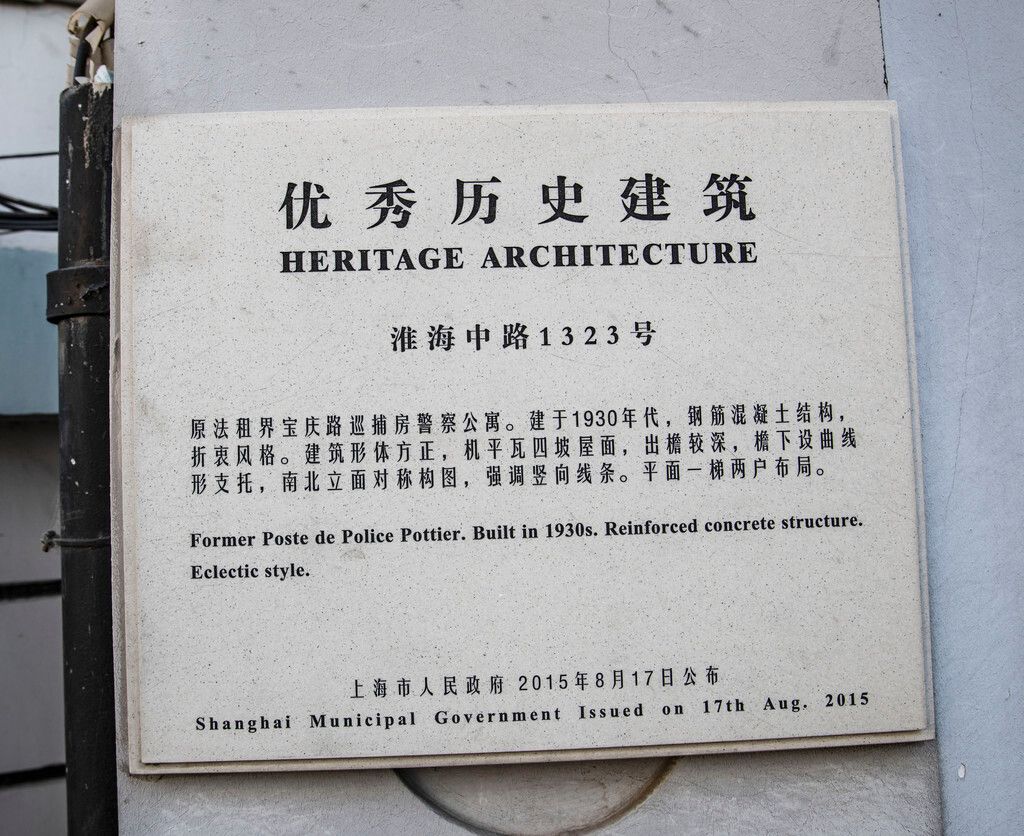 优秀历史建筑
HERITAGE ARCHITECTURE
淮海中路1323号
原法租界宝庆路巡捕房警察公寓。建于1930年代，钢筋混凝土结构，
折衷风格。建筑形体方正，机平瓦四坡屋面，出檐较深，檐下设曲线
形支托，南北立面对称构图，强调竖向线条。平面一梯两户布局。
Former Poste de Police Pottier. Built in 1930s. Reinforced concrete structure.
Eclectic style.
上海市人民政府 2015年8月17日公布
Shanghai Municipal Government Issued on 17th Aug. 2015